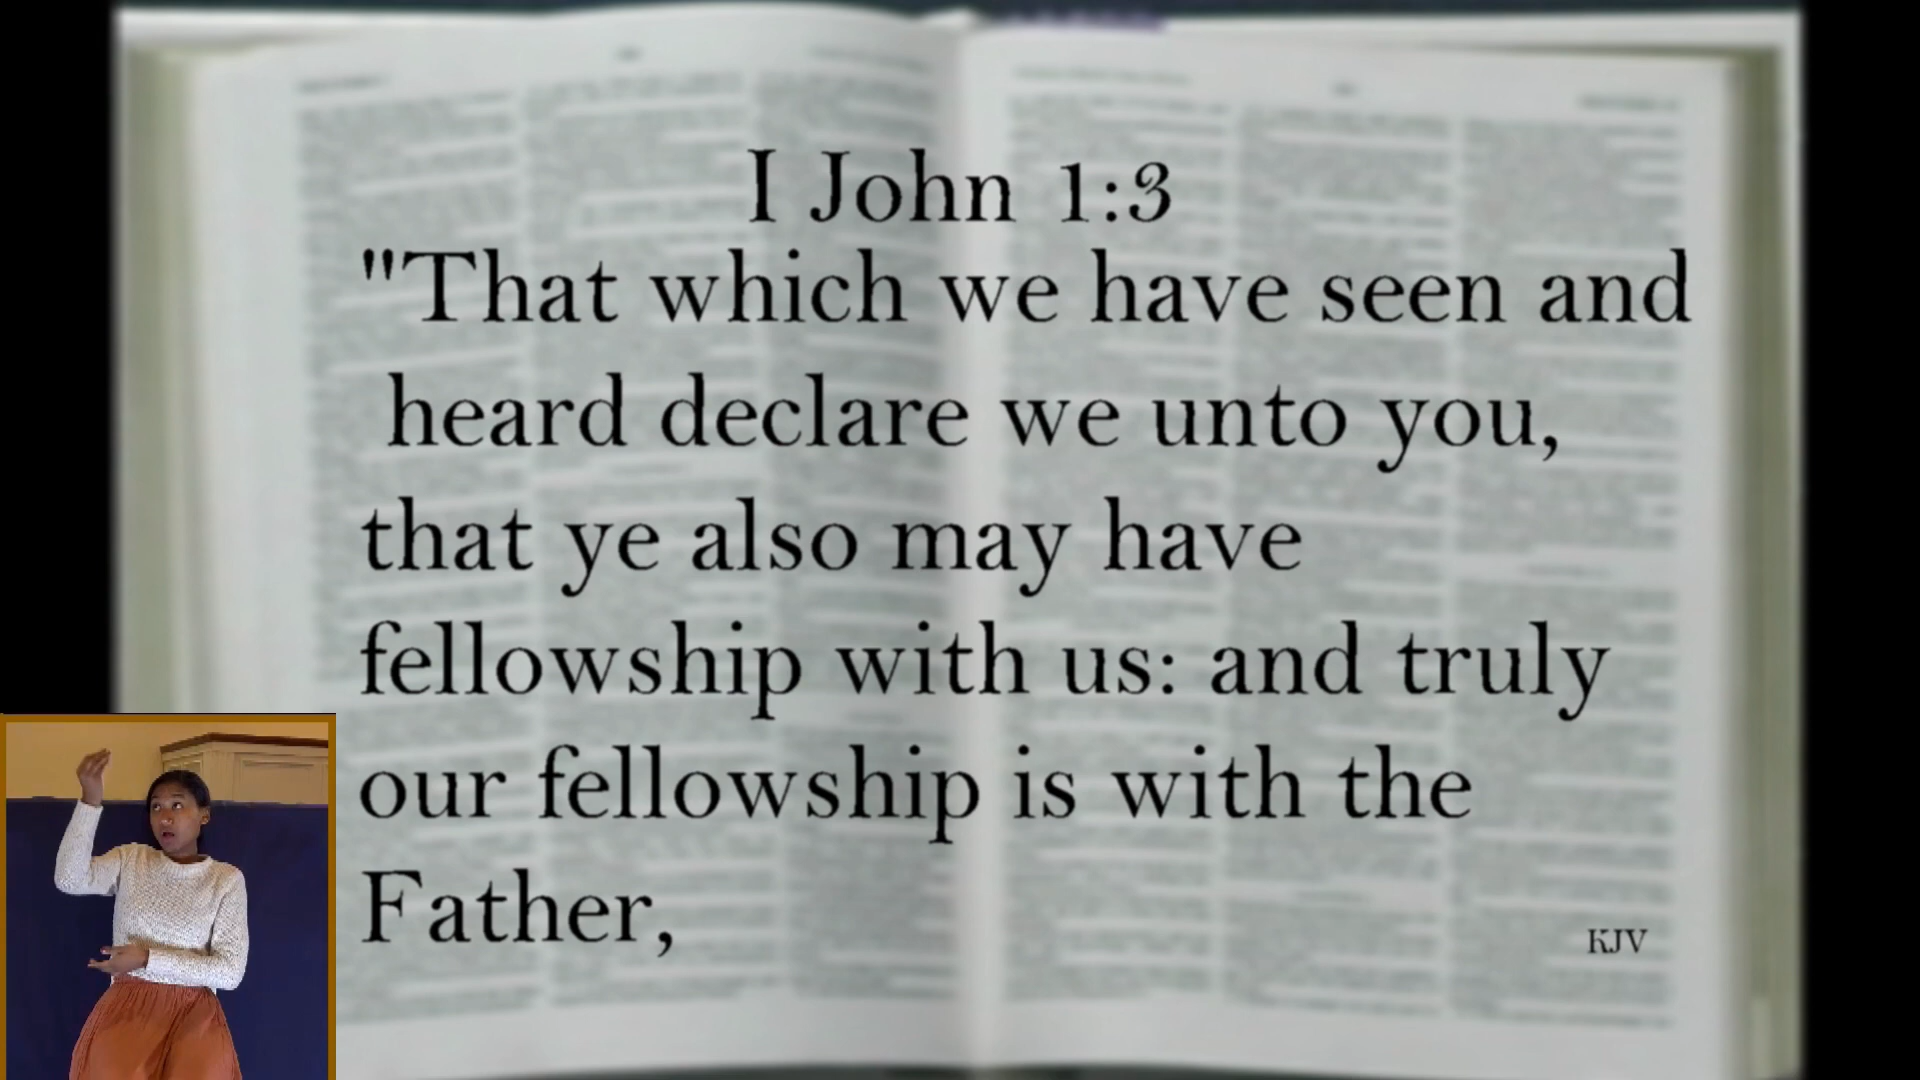 I John 1:3
"That which we have seen and
heard declare we unto you,
that ye also may have
fellowship with us: and truly
our fellowship is with the
Father,
KJV